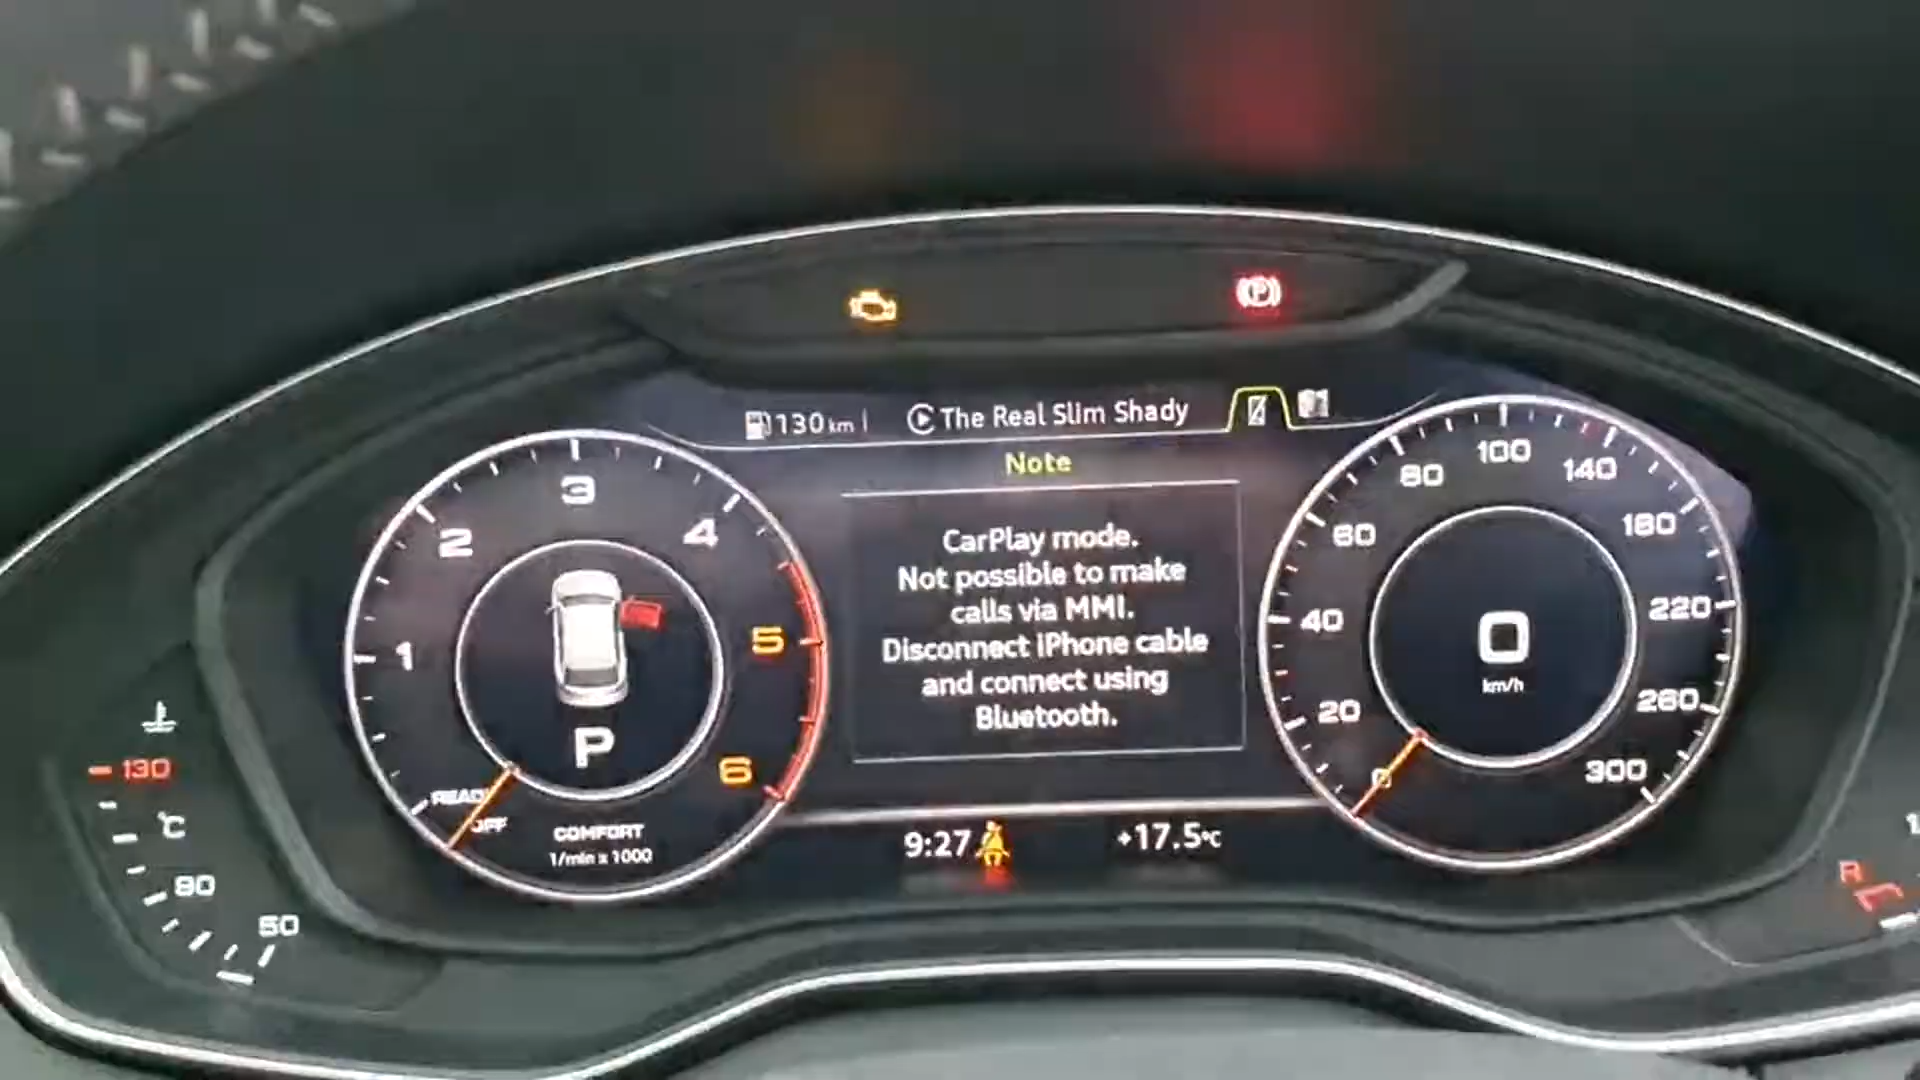 130 km
The Real Slim Shady
Note
CarPlay mode.
Not possible to make
calls via MMI.
Disconnect iPhone cable
and connect using
Bluetooth.
1
2
3
4
5
6
READY
OFF
P
COMFORT
1/min x 1000
0
20
40
60
80
100
140
180
220
260
300
0
km/h
9:27
+17.5°C
130
°C
90
50
R